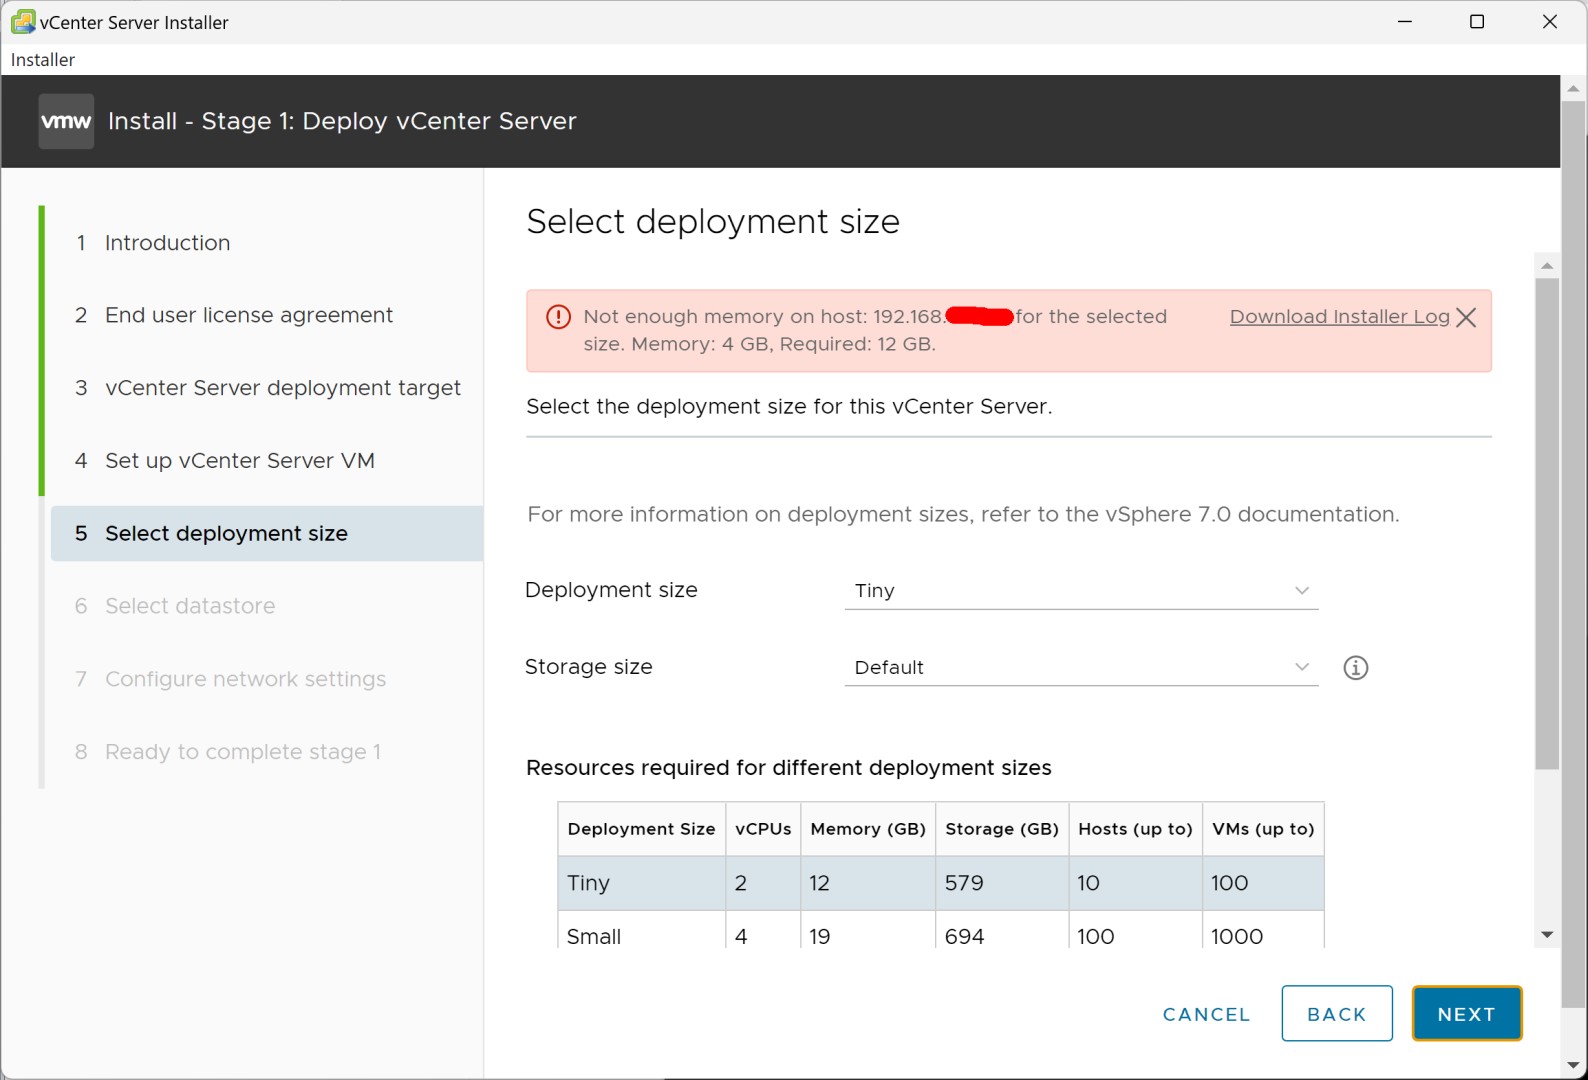 vCenter Server Installer
Installer
vmw Install - Stage 1: Deploy vCenter Server
1 Introduction
2 End user license agreement
3 vCenter Server deployment target
4 Set up vCenter Server VM
5 Select deployment size
6 Select datastore
7 Configure network settings
8 Ready to complete stage 1
Select deployment size
Not enough memory on host: 192.168. for the selected
size. Memory: 4 GB, Required: 12 GB.
Download Installer Log
Select the deployment size for this vCenter Server.
For more information on deployment sizes, refer to the vSphere 7.0 documentation.
Deployment size Tiny
Storage size Default
Resources required for different deployment sizes
Deployment Size vCPUs Memory (GB) Storage (GB) Hosts (up to) VMs (up to)
Tiny 2 12 579 10 100
Small 4 19 694 100 1000
CANCEL BACK NEXT